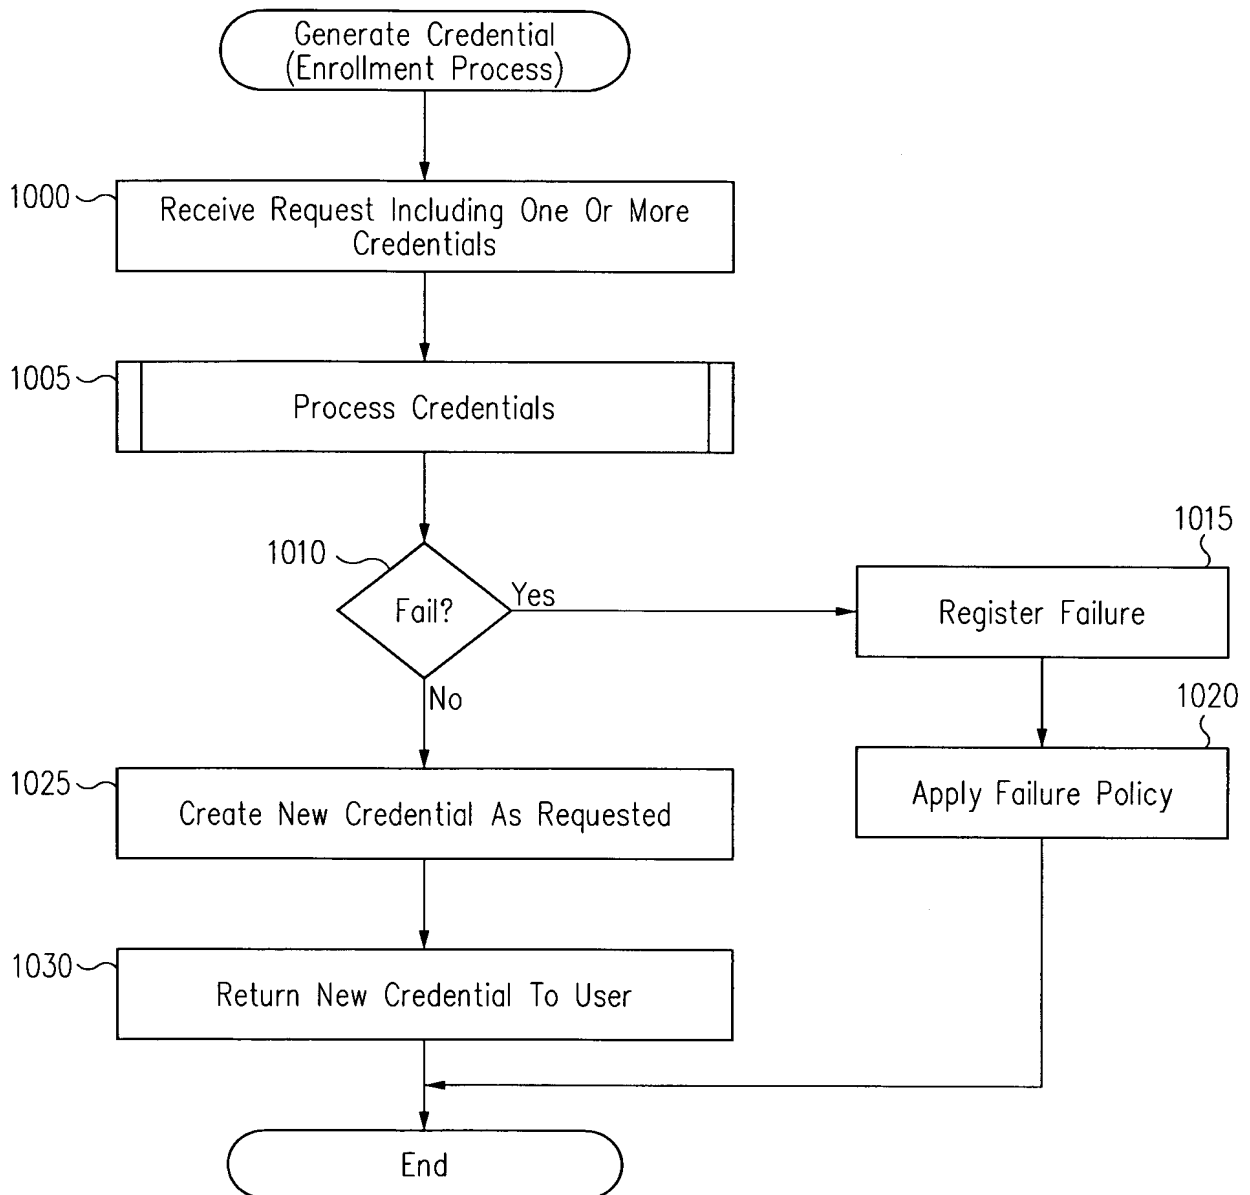 Generate Credential
(Enrollment Process)
1000
Receive Request Including One Or More
Credentials
1005
Process Credentials
1010
Fail?
Yes
No
1015
Register Failure
1020
Apply Failure Policy
1025
Create New Credential As Requested
1030
Return New Credential To User
End